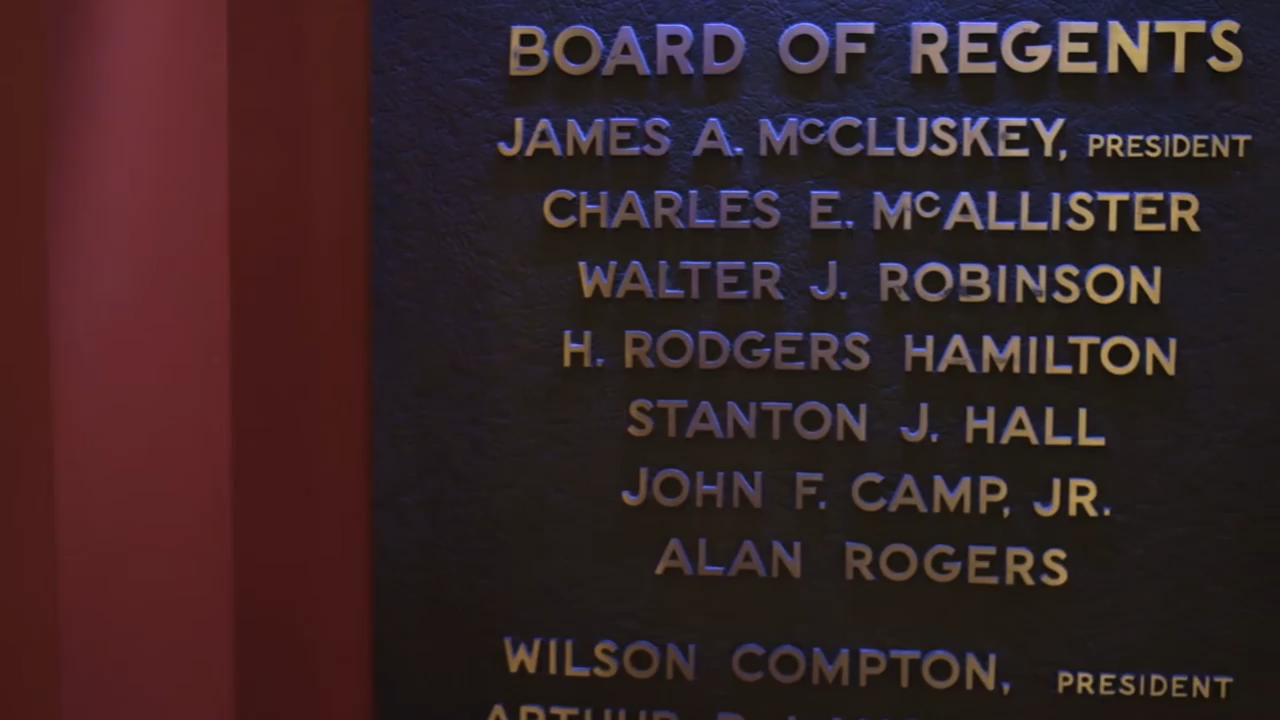 BOARD OF REGENTS
JAMES A. McCLUSKEY, PRESIDENT
CHARLES E. McALLISTER
WALTER J. ROBINSON
H. RODGERS HAMILTON
STANTON J. HALL
JOHN F. CAMP, JR.
ALAN ROGERS
WILSON COMPTON, PRESIDENT
ARTHUR